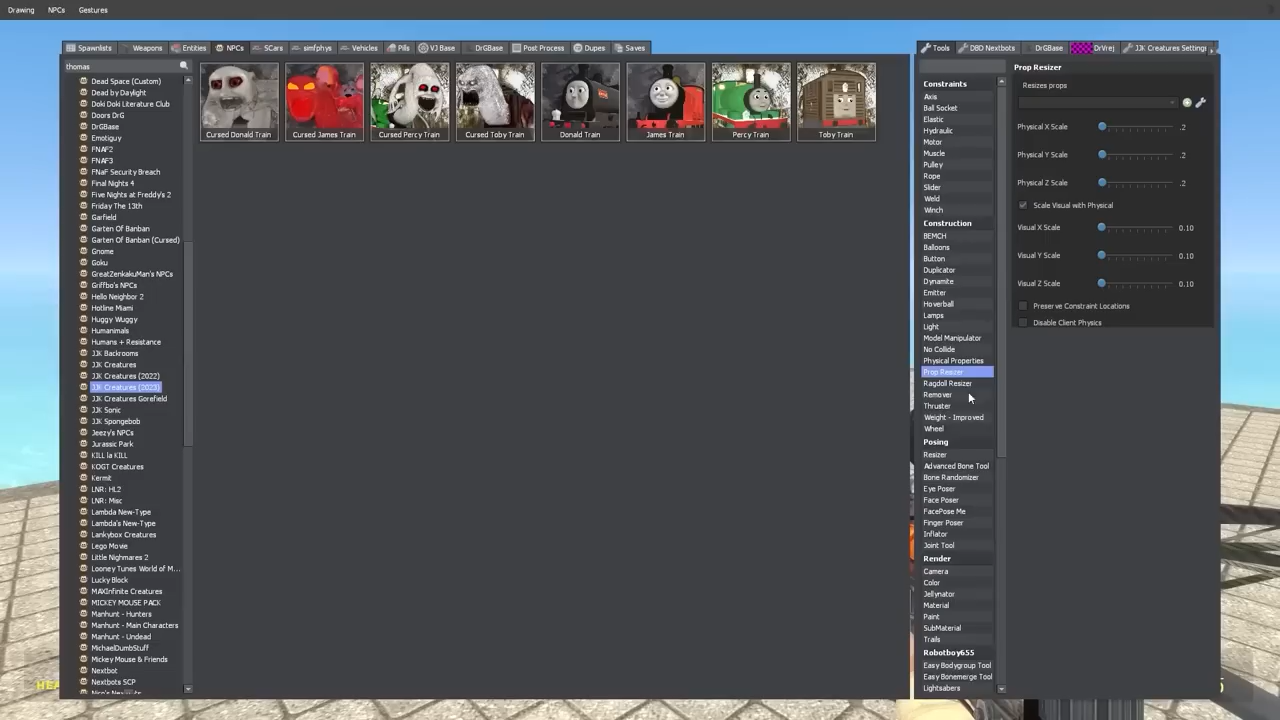 Drawing NPCs Gestures
Spawnlists Weapons Entities NPCs SCars simfphys Vehicles Pills VJ Base DrGBase Post Process Dupes Saves
thomas
Dead Space (Custom)
Dead by Daylight
Doki Doki Literature Club
Doors DrG
DrGBase
Emotiguy
FNAF2
FNAF3
FNaF Security Breach
Final Nights 4
Five Nights at Freddy's 2
Friday The 13th
Garfield
Garten Of Banban
Garten Of Banban (Cursed)
Gnome
Goku
GreatZenkakuMan's NPCs
Griffbo's NPCs
Hello Neighbor 2
Hotline Miami
Huggy Wuggy
Humanimals
Humans + Resistance
JJK Backrooms
JJK Creatures
JJK Creatures (2022)
JJK Creatures (2023)
JJK Creatures Gorefield
JJK Sonic
JJK Spongebob
Jeezy's NPCs
Jurassic Park
KILL la KILL
KOGT Creatures
Kermit
LNR: HL2
LNR: Misc
Lambda New-Type
Lambda's New-Type
Lankybox Creatures
Lego Movie
Little Nighmares 2
Looney Tunes World of M...
Lucky Block
MAXInfinite Creatures
MICKEY MOUSE PACK
Manhunt - Hunters
Manhunt - Main Characters
Manhunt - Undead
MichaelDumbStuff
Mickey Mouse & Friends
Nextbot
Nextbots SCP
Cursed Donald Train
Cursed James Train
Cursed Percy Train
Cursed Toby Train
Donald Train
James Train
Percy Train
Toby Train
Tools DBD Nextbots DrGBase DrVrej JJK Creatures Settings
Constraints
Axis
Ball Socket
Elastic
Hydraulic
Motor
Muscle
Pulley
Rope
Slider
Weld
Winch
Construction
BEMCH
Balloons
Button
Duplicator
Dynamite
Emitter
Hoverball
Lamps
Light
Model Manipulator
No Collide
Physical Properties
Prop Resizer
Ragdoll Resizer
Remover
Thruster
Weight - Improved
Wheel
Posing
Resizer
Advanced Bone Tool
Bone Randomizer
Eye Poser
Face Poser
FacePose Me
Finger Poser
Inflator
Joint Tool
Render
Camera
Color
Jellynator
Material
Paint
SubMaterial
Trails
Robotboy655
Easy Bodygroup Tool
Easy Bonemerge Tool
Lightsabers
Prop Resizer
Resizes props
Physical X Scale .2
Physical Y Scale .2
Physical Z Scale .2
Scale Visual with Physical
Visual X Scale 0.10
Visual Y Scale 0.10
Visual Z Scale 0.10
Preserve Constraint Locations
Disable Client Physics